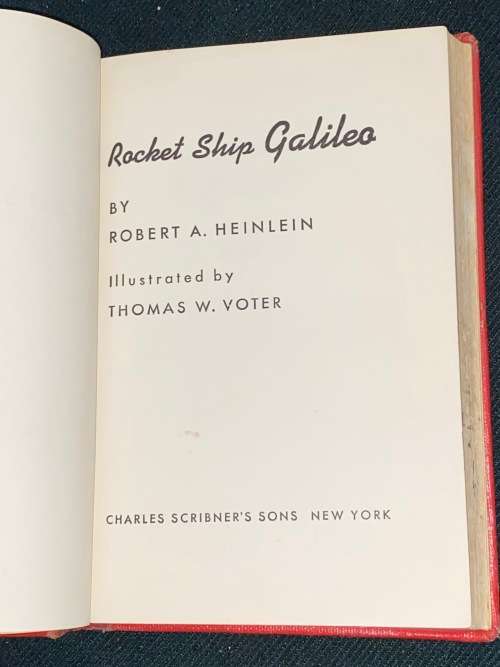 Rocket Ship Galileo
BY
ROBERT A. HEINLEIN
Illustrated by
THOMAS W. VOTER
CHARLES SCRIBNER'S SONS NEW YORK